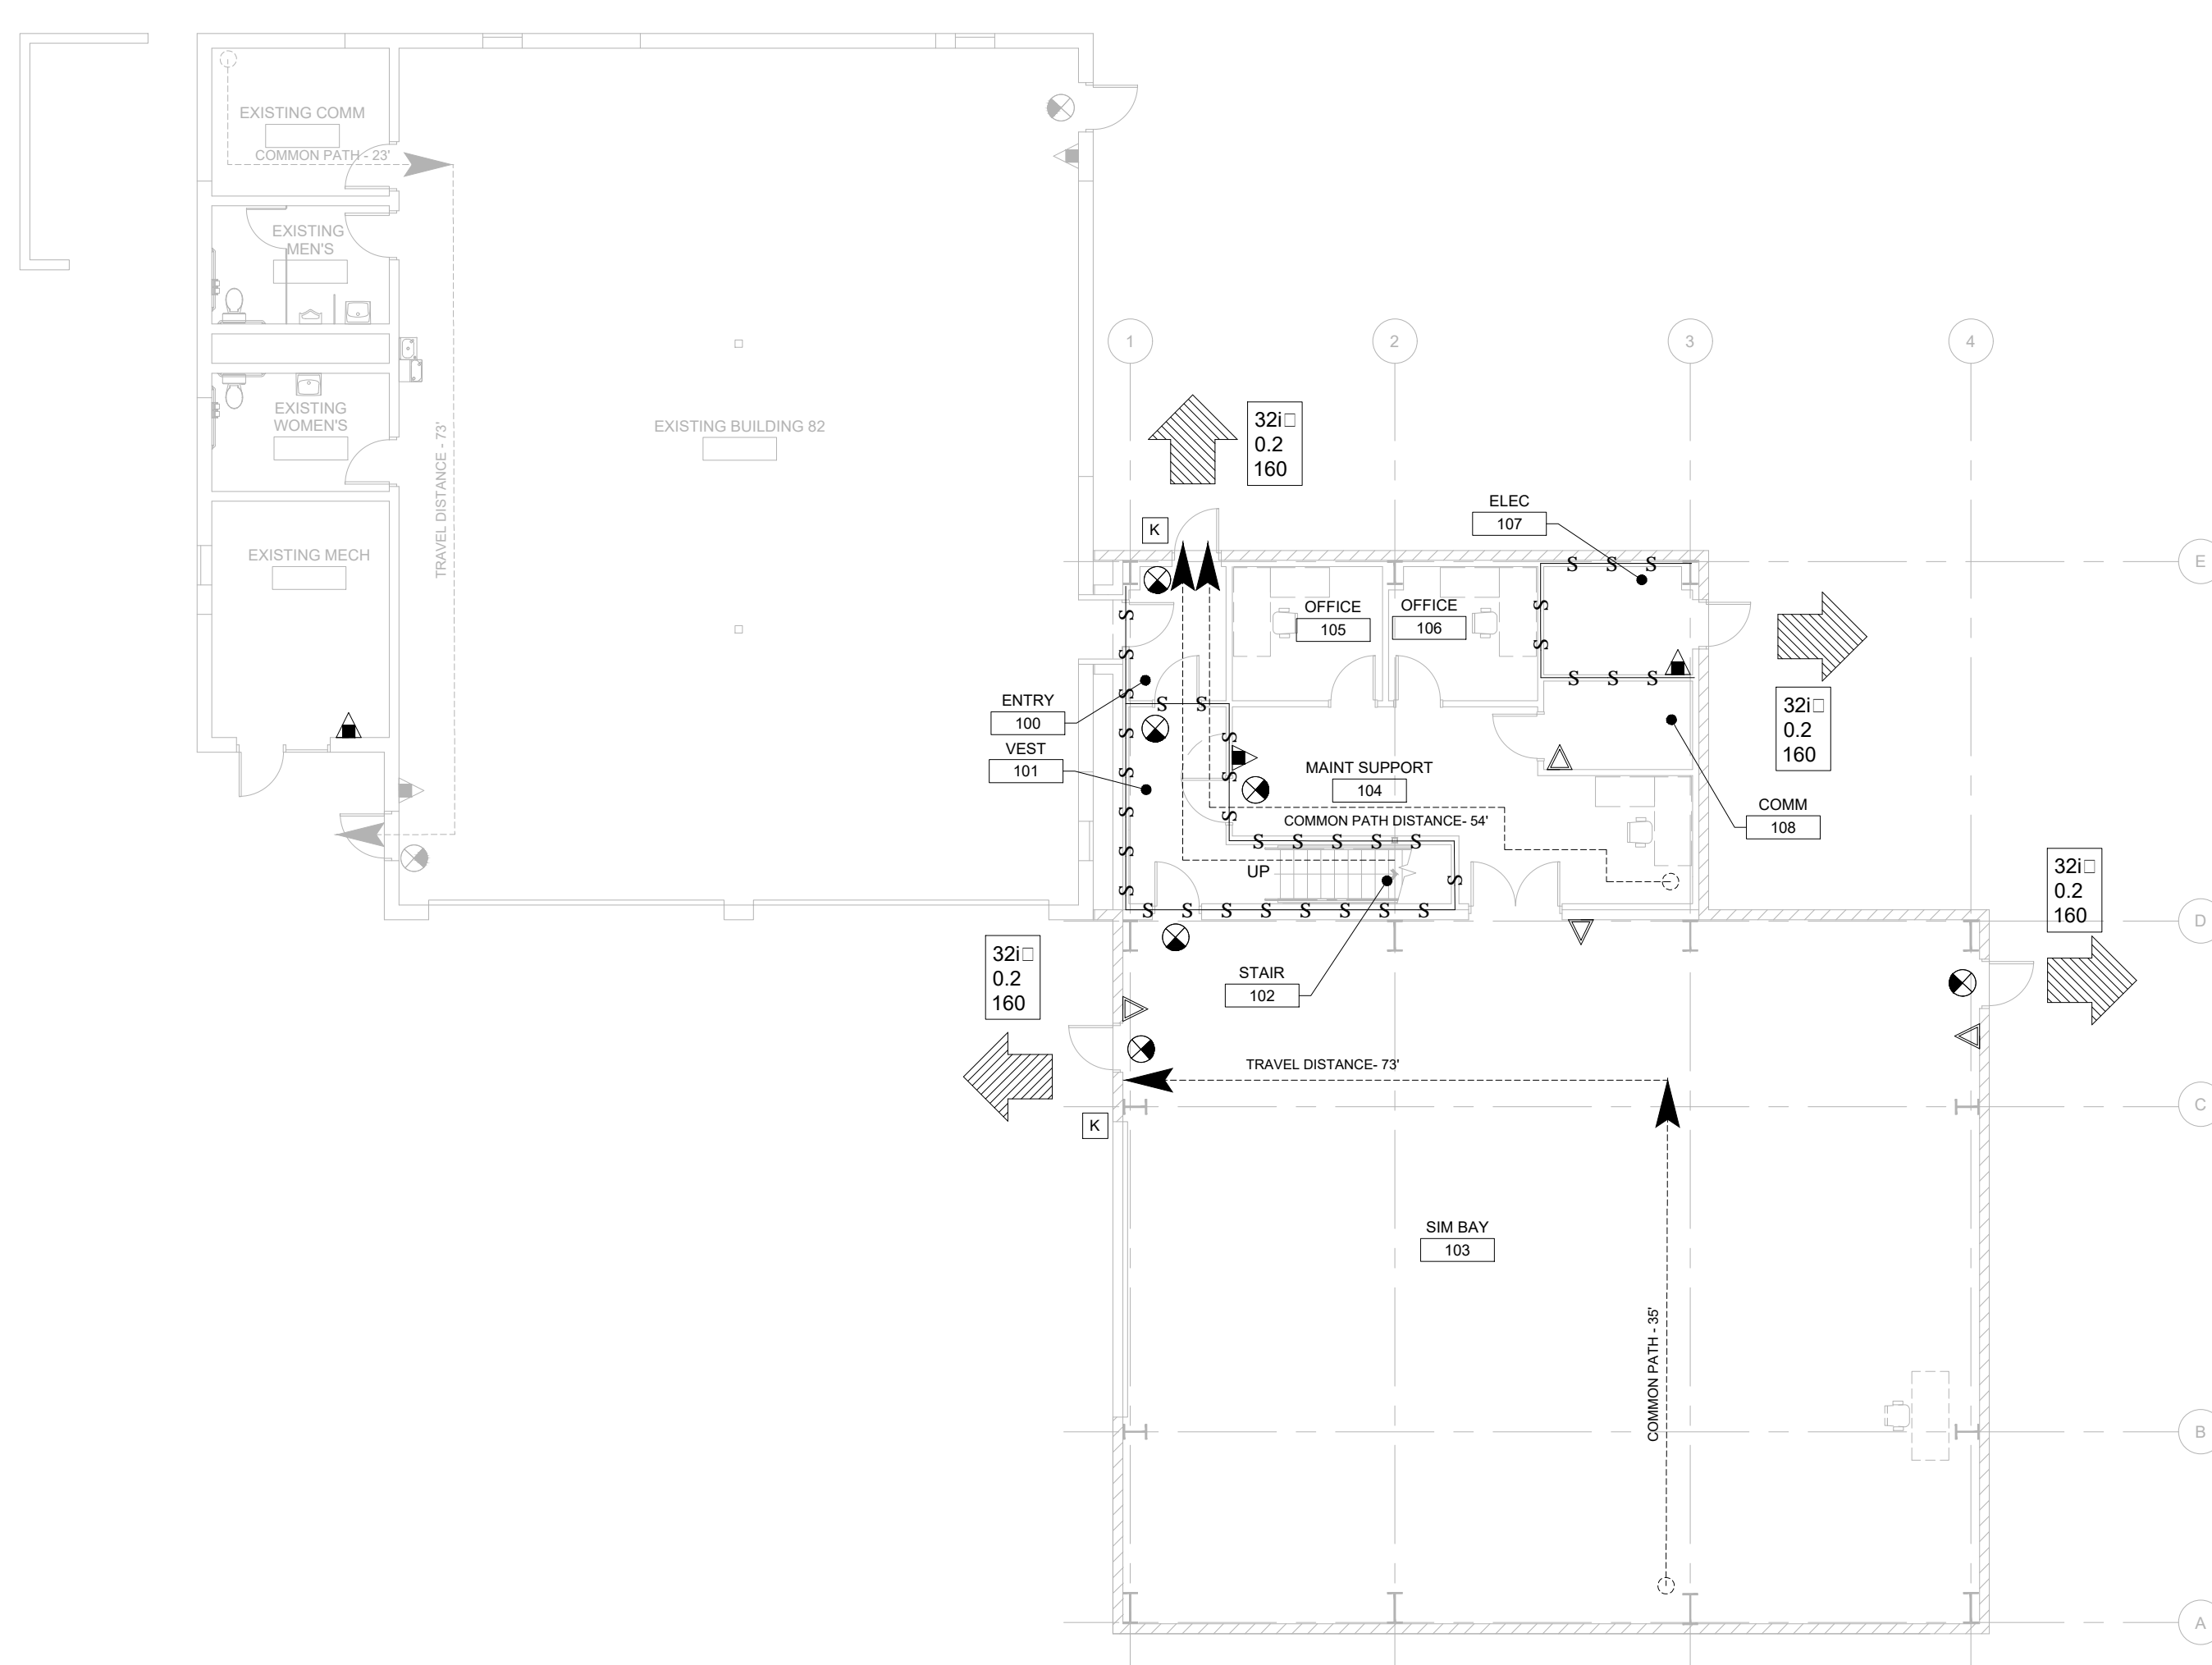 EXISTING COMM
COMMON PATH - 23'
EXISTING
MEN'S
EXISTING
WOMEN'S
TRAVEL DISTANCE - 73'
EXISTING MECH
EXISTING BUILDING 82
1
2
3
4
32i□
0.2
160
K
ELEC
107
E
S S S
S
S
S S S
OFFICE
105
OFFICE
106
32i□
0.2
160
ENTRY
100
VEST
101
S
S
S
S
S
S
S
S
S S
S
S
S
MAINT SUPPORT
104
COMMON PATH DISTANCE- 54'
COMM
108
S S S S S
UP
S
S S S S S S S S
32i□
0.2
160
D
32i□
0.2
160
STAIR
102
TRAVEL DISTANCE- 73'
K
C
SIM BAY
103
COMMON PATH - 35'
B
A